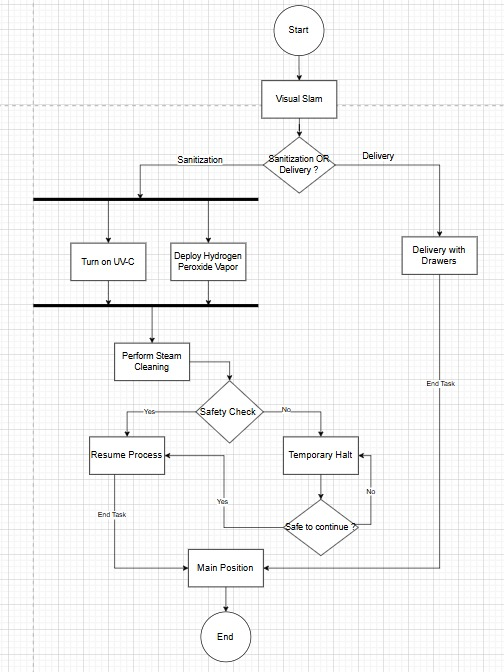 Start
Visual Slam
Sanitization OR
Delivery ?
Sanitization
Delivery
Turn on UV-C
Deploy Hydrogen
Peroxide Vapor
Delivery with
Drawers
Perform Steam
Cleaning
End Task
Safety Check
Yes
No
Resume Process
Temporary Halt
No
Yes
End Task
Safe to continue ?
Main Position
End